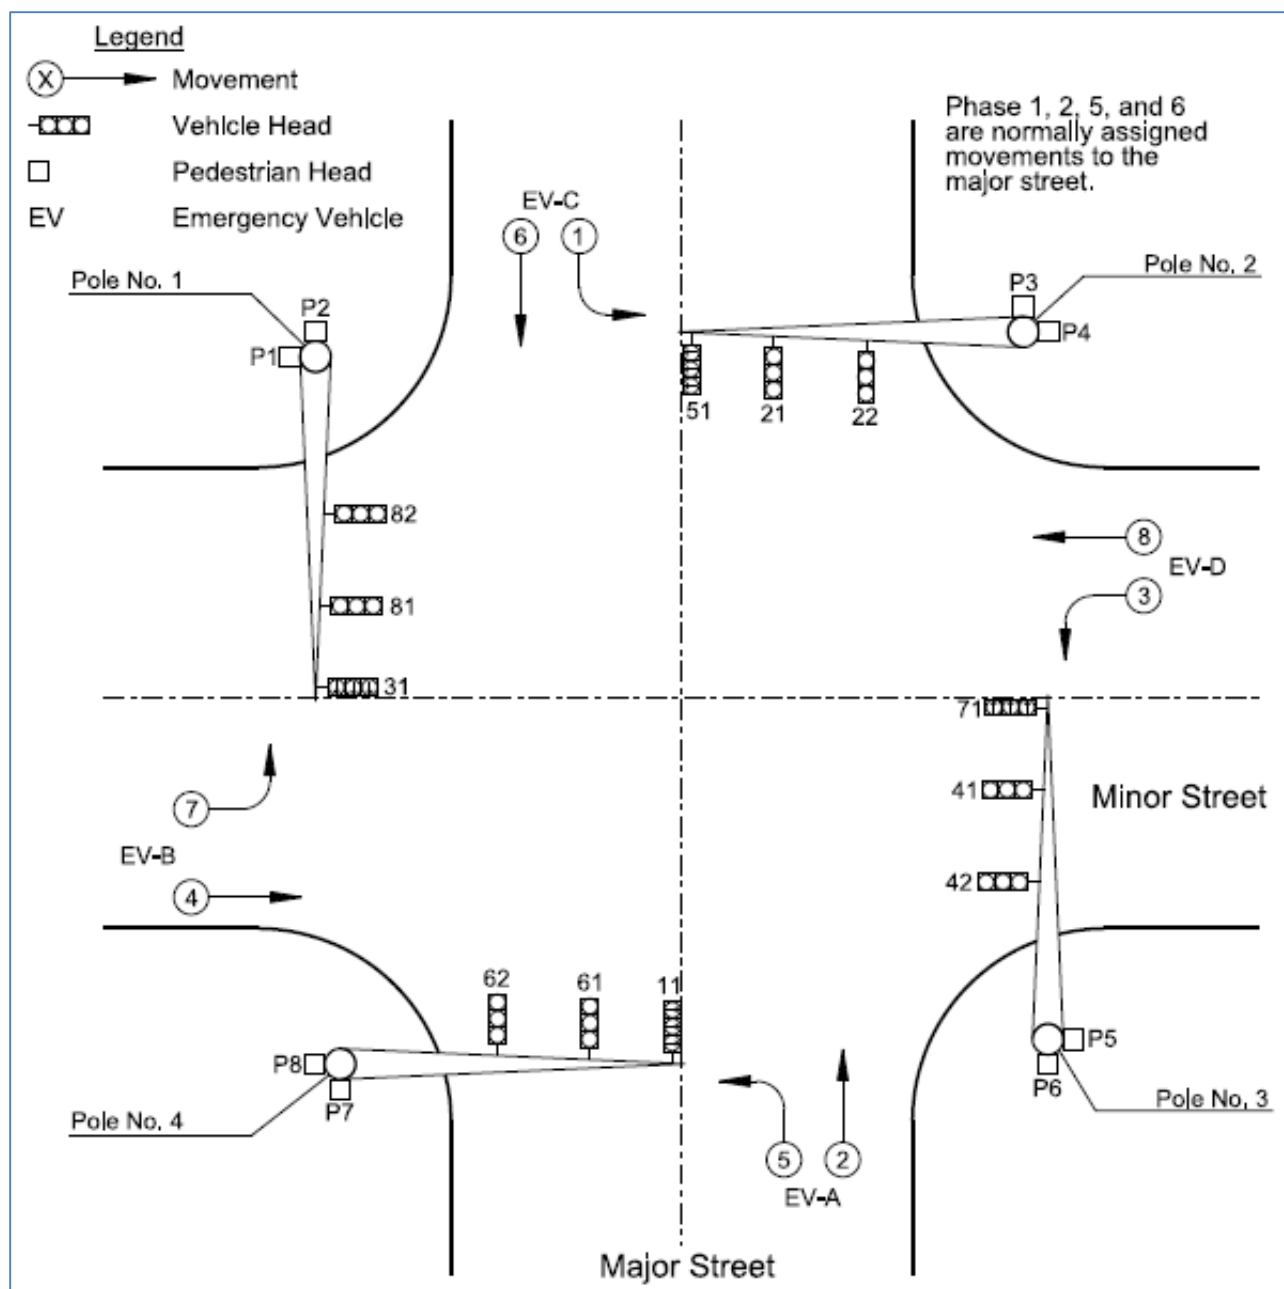 Legend
X Movement
Vehicle Head
Pedestrian Head
EV Emergency Vehicle
Phase 1, 2, 5, and 6
are normally assigned
movements to the
major street.
EV-C
6 1
Pole No. 1
Pole No. 2
P2
P1
P3
P4
51 21 22
82
81
31
8
EV-D
3
71
41
42
Minor Street
7
EV-B
4
62 61 11
P8
P7
Pole No. 4
P5
P6
Pole No. 3
5 2
EV-A
Major Street